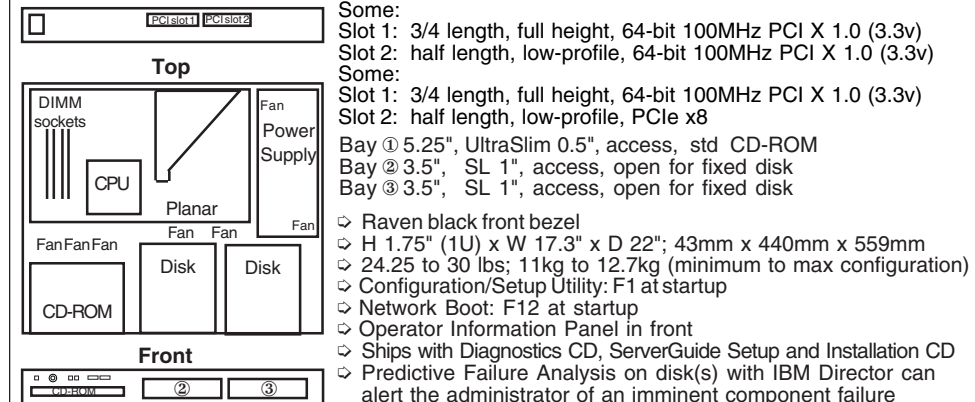 PCI slot 1 PCI slot 2
Top
DIMM
sockets
CPU
Planar
Fan
Power
Supply
Fan
Fan Fan
Fan Fan Fan
Disk Disk
CD-ROM
Front
CD-ROM ② ③
Some:
Slot 1: 3/4 length, full height, 64-bit 100MHz PCI X 1.0 (3.3v)
Slot 2: half length, low-profile, 64-bit 100MHz PCI X 1.0 (3.3v)
Some:
Slot 1: 3/4 length, full height, 64-bit 100MHz PCI X 1.0 (3.3v)
Slot 2: half length, low-profile, PCIe x8
Bay ① 5.25", UltraSlim 0.5", access, std CD-ROM
Bay ② 3.5", SL 1", access, open for fixed disk
Bay ③ 3.5", SL 1", access, open for fixed disk
➪ Raven black front bezel
➪ H 1.75" (1U) x W 17.3" x D 22"; 43mm x 440mm x 559mm
➪ 24.25 to 30 lbs; 11kg to 12.7kg (minimum to max configuration)
➪ Configuration/Setup Utility: F1 at startup
➪ Network Boot: F12 at startup
➪ Operator Information Panel in front
➪ Ships with Diagnostics CD, ServerGuide Setup and Installation CD
➪ Predictive Failure Analysis on disk(s) with IBM Director can
alert the administrator of an imminent component failure